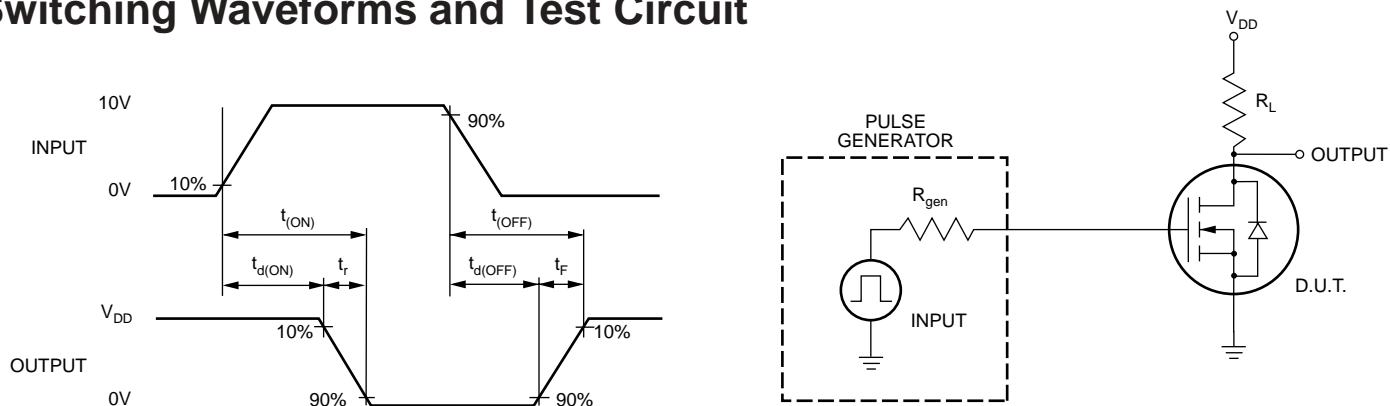 Switching Waveforms and Test Circuit
10V
INPUT
0V
10%
90%
t(ON)
t(OFF)
td(ON)
tr
td(OFF)
tF
VDD
OUTPUT
0V
10%
90%
10%
90%
PULSE
GENERATOR
Rgen
INPUT
VDD
RL
OUTPUT
D.U.T.